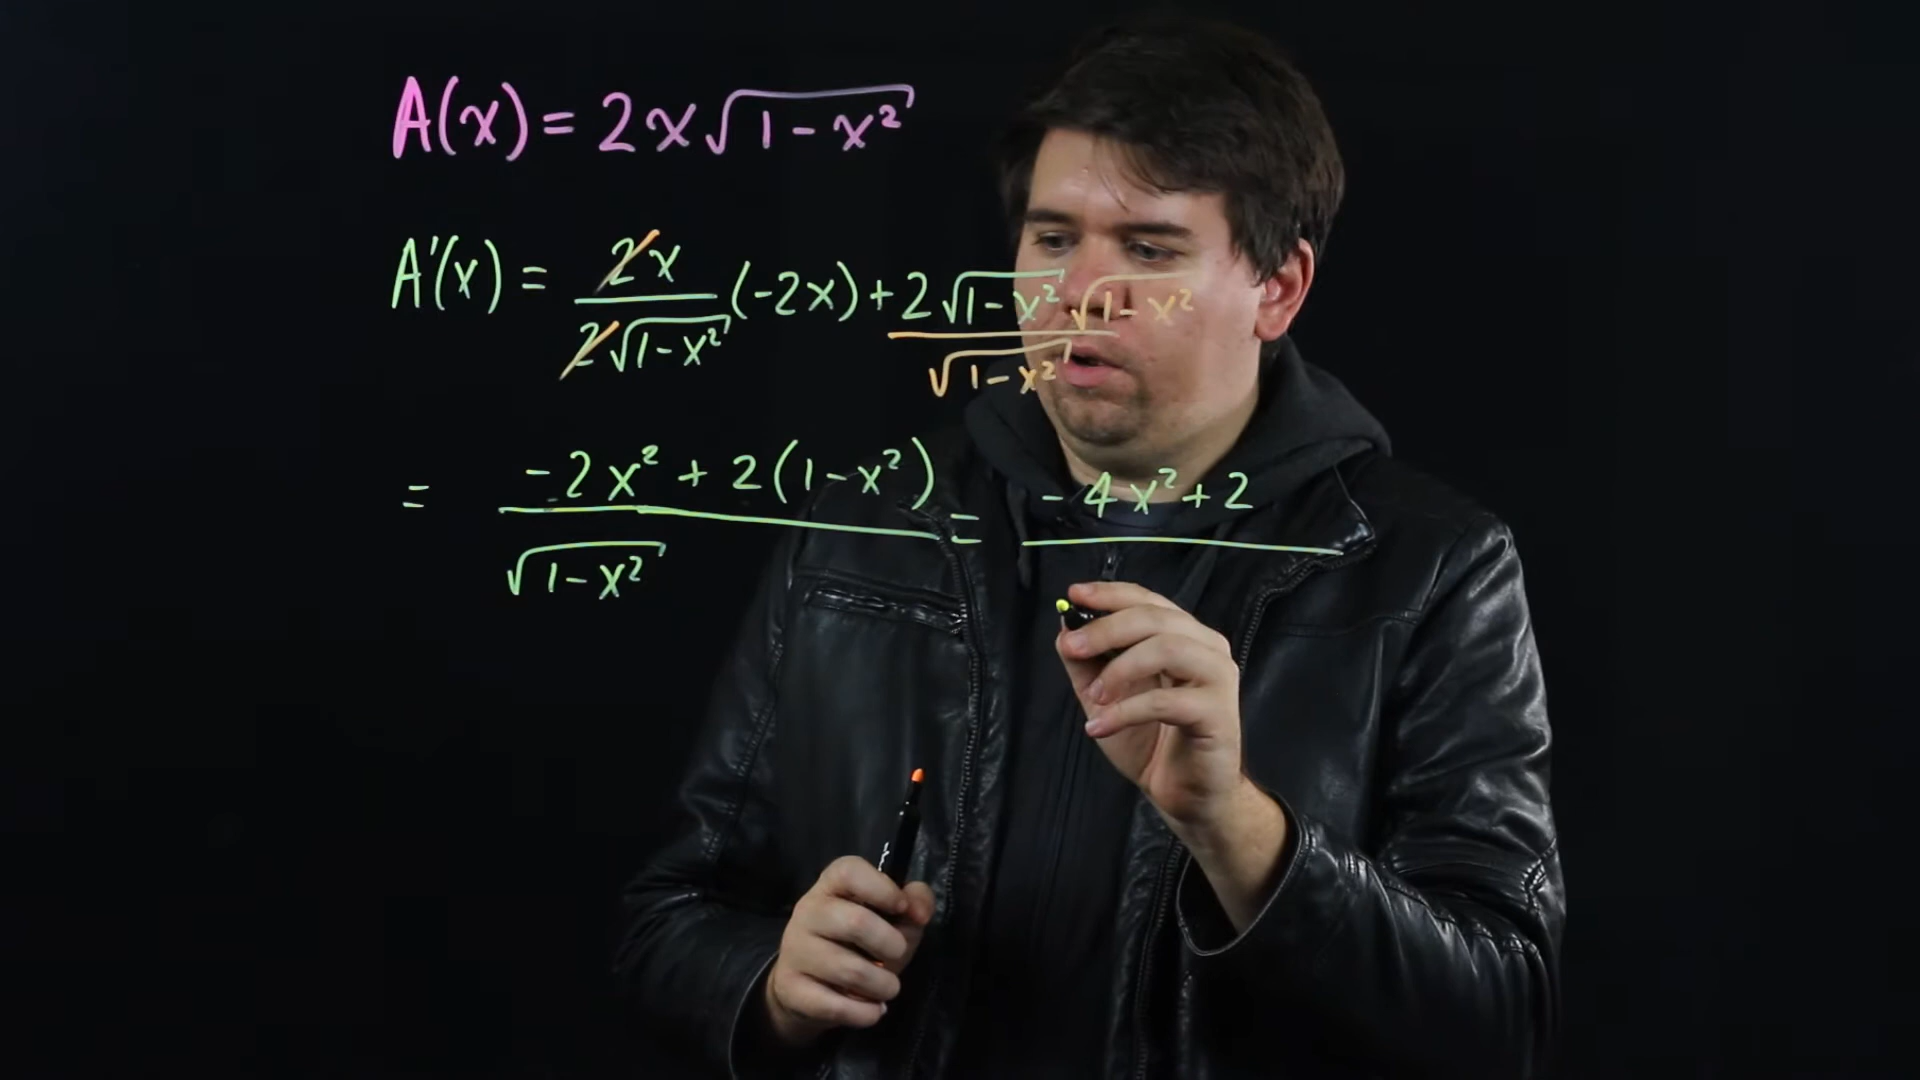 A(x) = 2x√(1-x²)
A'(x) = 2x/(2√(1-x²)) (-2x) + 2√(1-x²) √(1-x²)/√(1-x²)
= (-2x² + 2(1-x²))/√(1-x²) = (-4x²+2)/